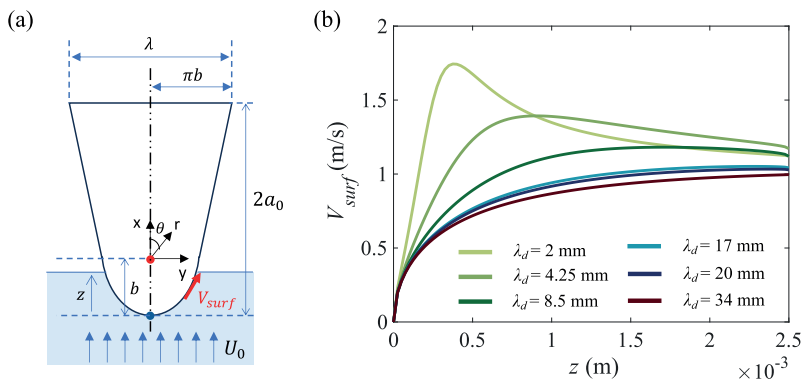 (a)
λ
πb
2a₀
x
θ
r
y
z
b
V_surf
U₀
(b)
V_surf (m/s)
2
1.5
1
0.5
0
λ_d = 2 mm
λ_d = 4.25 mm
λ_d = 8.5 mm
λ_d = 17 mm
λ_d = 20 mm
λ_d = 34 mm
0 0.5 1 1.5 2 2.5
z (m)
×10⁻³